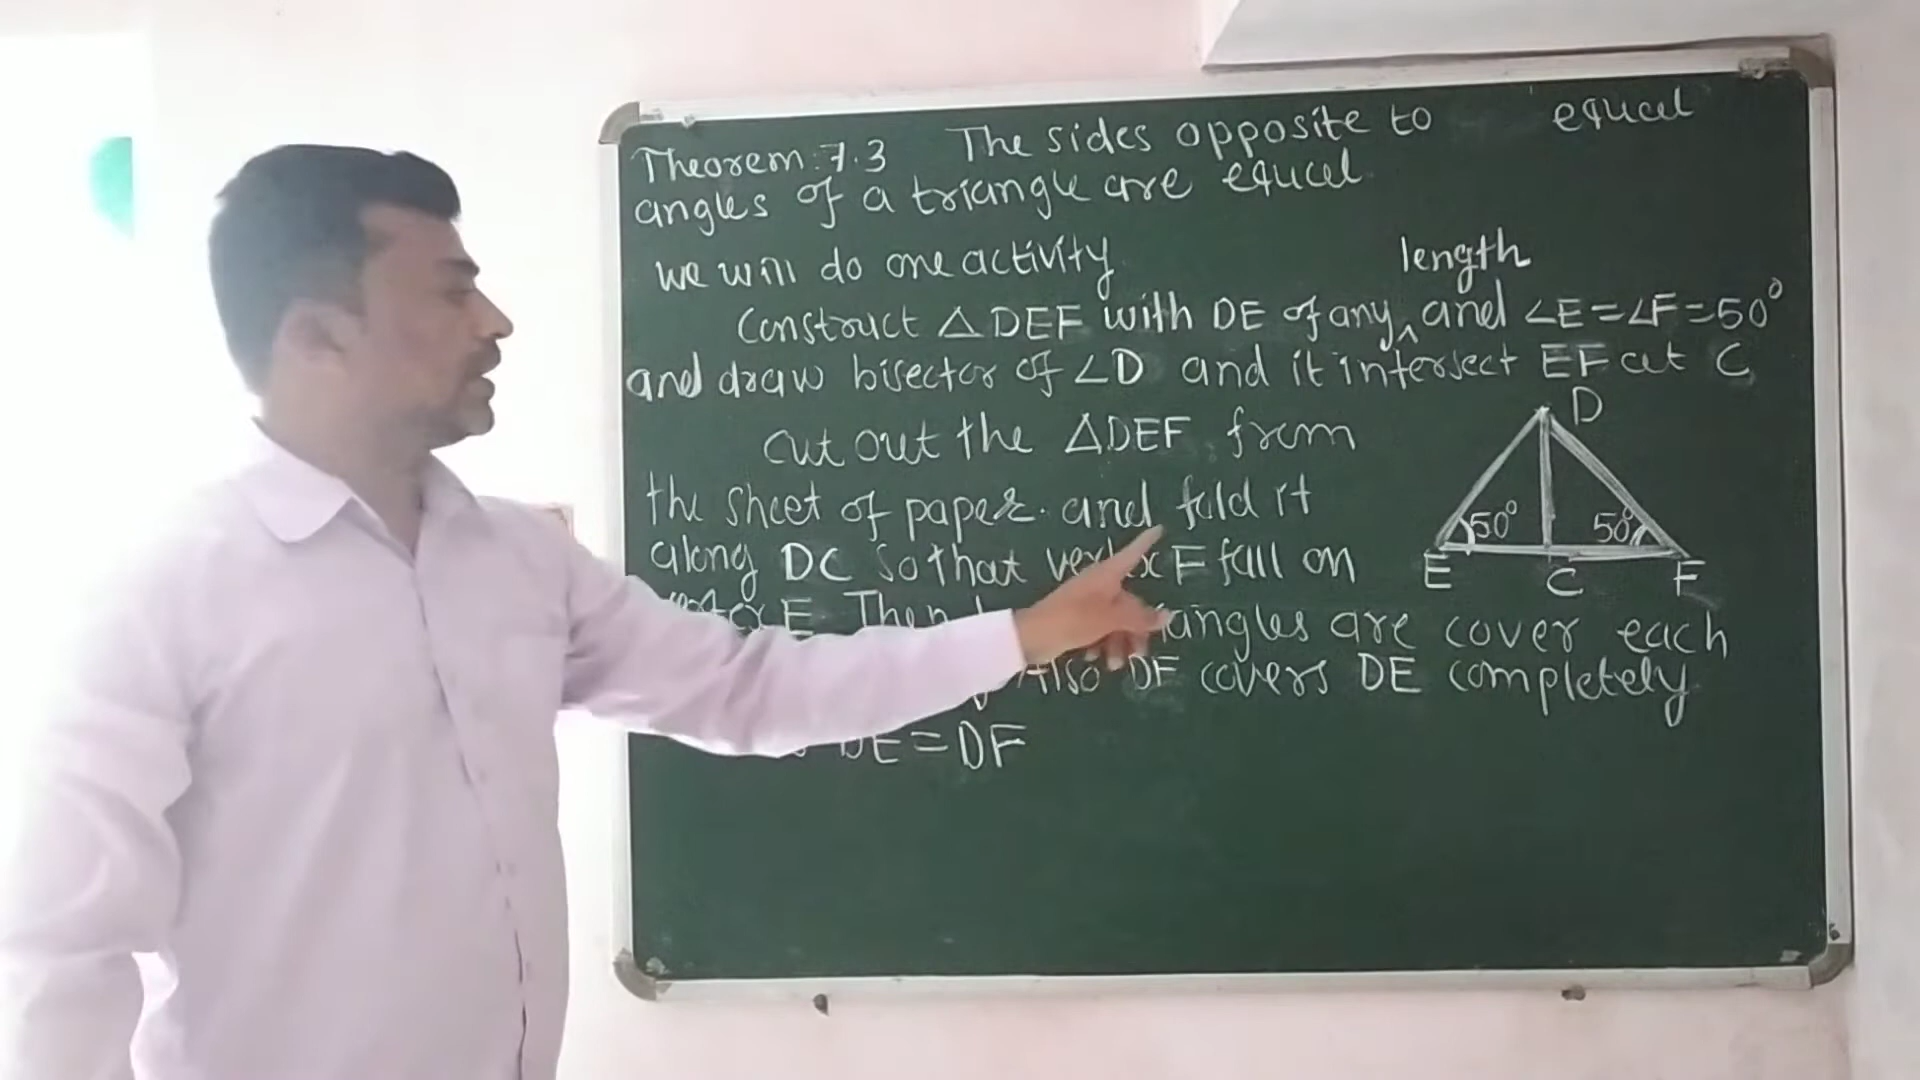 Theorem:7.3 The sides opposite to equal
angles of a triangle are equal
we will do one activity
length
Construct △DEF with DE of any ^ and ∠E=∠F=50°
and draw bisector of ∠D and it intersect EF at C
cut out the △DEF from
the sheet of paper. and fold it
along DC so that vertex F fall on
E Then are cover each
Also DF covers DE completely
DE=DF
D
50° 50°
E C F